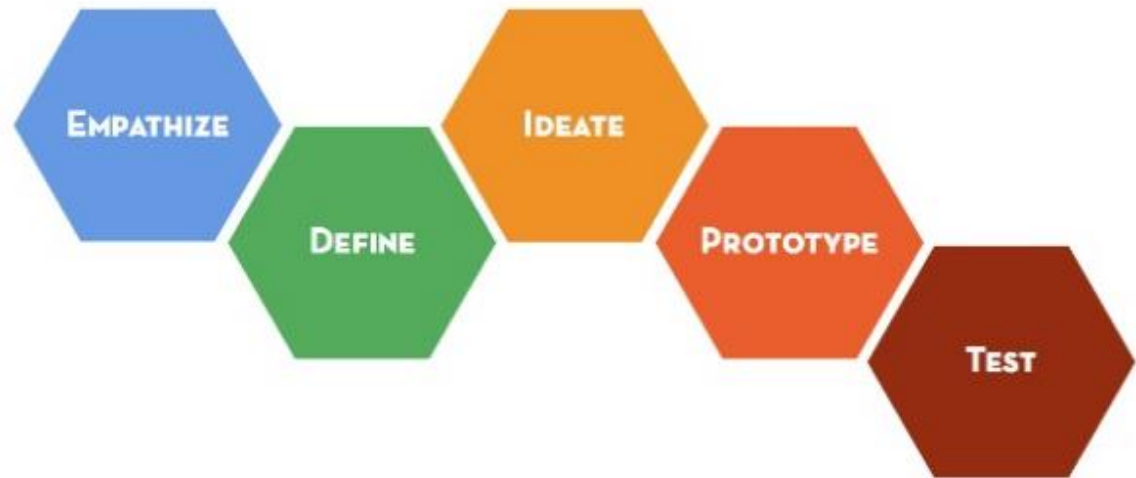 EMPATHIZE
DEFINE
IDEATE
PROTOTYPE
TEST